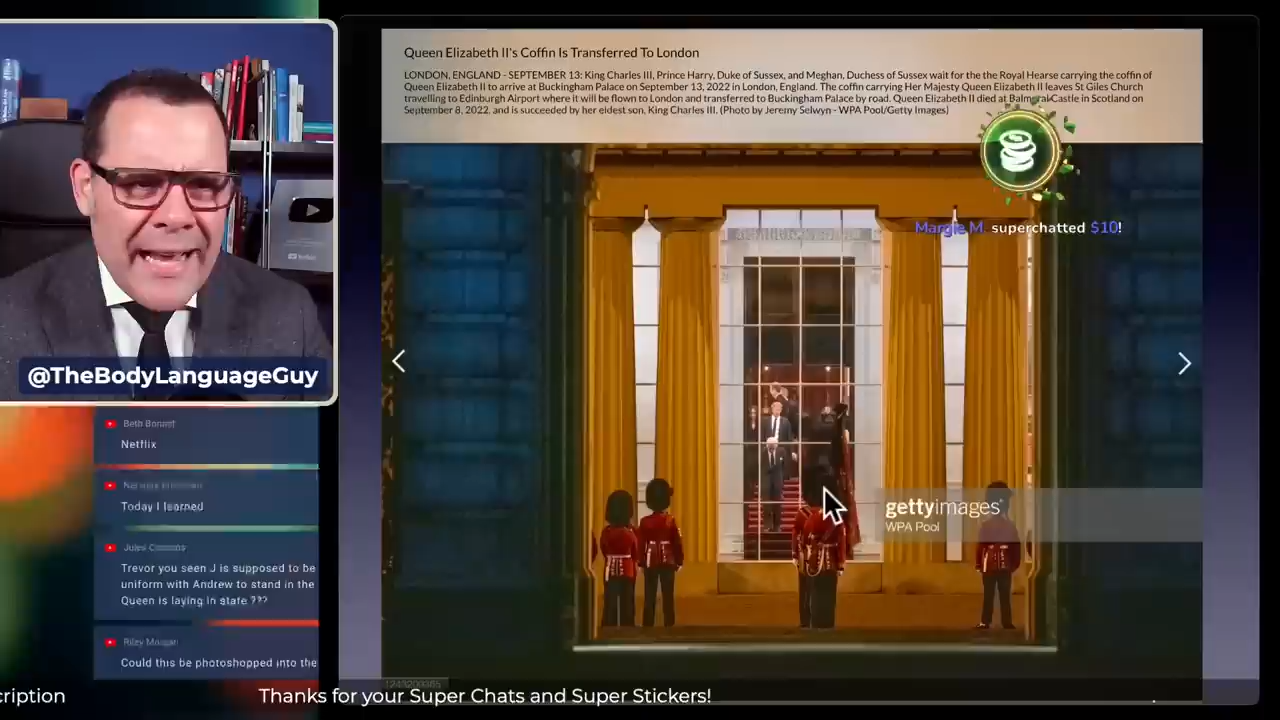 Queen Elizabeth II's Coffin Is Transferred To London
LONDON, ENGLAND - SEPTEMBER 13: King Charles III, Prince Harry, Duke of Sussex, and Meghan, Duchess of Sussex wait for the the Royal Hearse carrying the coffin of
Queen Elizabeth II to arrive at Buckingham Palace on September 13, 2022 in London, England. The coffin carrying Her Majesty Queen Elizabeth II leaves St Giles Church
travelling to Edinburgh Airport where it will be flown to London and transferred to Buckingham Palace by road. Queen Elizabeth II died at Balmoral Castle in Scotland on
September 8, 2022, and is succeeded by her eldest son, King Charles III. (Photo by Jeremy Selwyn - WPA Pool/Getty Images)
Margie M. superchatted $10!
YouTube
@TheBodyLanguageGuy
gettyimages
WPA Pool
Netflix
Today I learned
Trevor you seen J is supposed to be
uniform with Andrew to stand in the
Queen is laying in state ???
Riley Morgan
Could this be photoshopped into the
cription
Thanks for your Super Chats and Super Stickers!